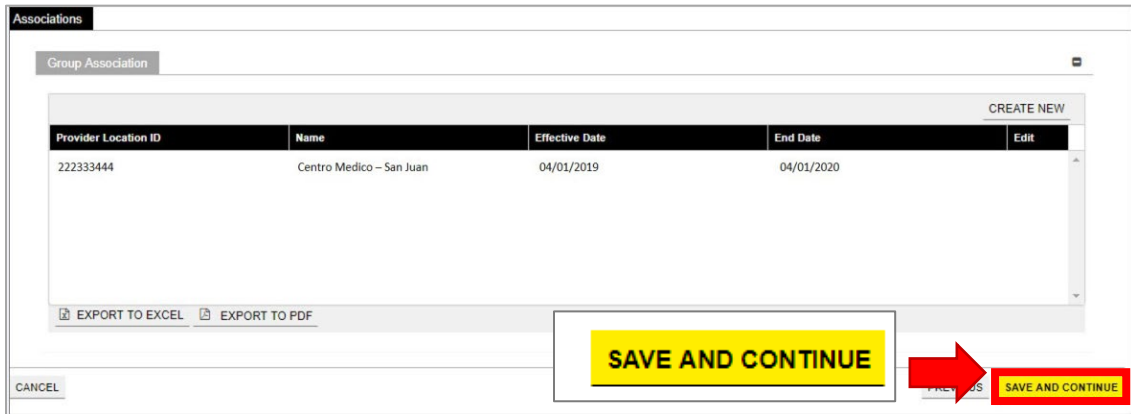 Associations
Group Association
CREATE NEW
Provider Location ID Name Effective Date End Date Edit
222333444 Centro Medico – San Juan 04/01/2019 04/01/2020
EXPORT TO EXCEL EXPORT TO PDF
SAVE AND CONTINUE
CANCEL SAVE AND CONTINUE